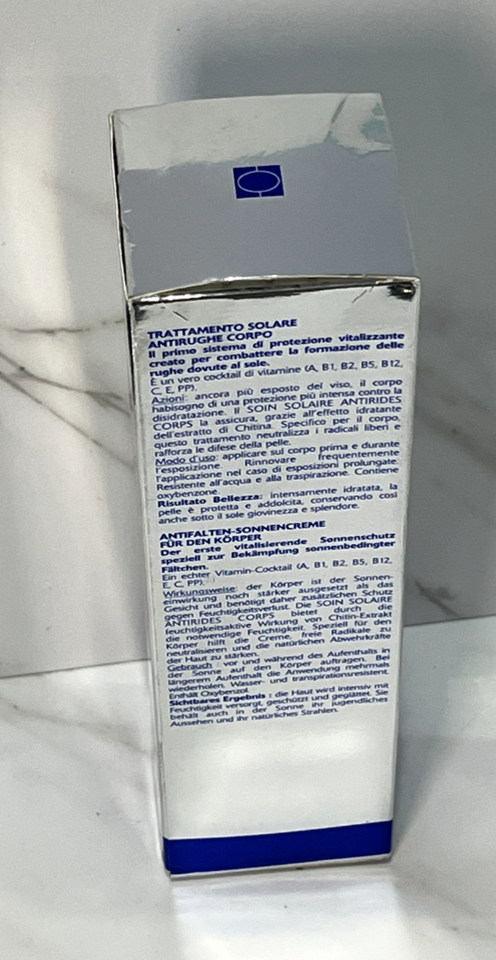 TRATTAMENTO SOLARE
ANTIRUGHE CORPO
Il primo sistema di protezione vitalizzante
creato per combattere la formazione delle
rughe dovute al sole.
È un vero cocktail di vitamine (A, B1, B2, B5, B12,
C, E, PP).
Azioni: ancora più esposto del viso, il corpo
habisogno di una protezione più intensa contro la
disidratazione. Il SOIN SOLAIRE ANTIRIDES
CORPS la assicura, grazie all'effetto idratante
dell'estratto di Chitina. Specifico per il corpo,
questo trattamento neutralizza i radicali liberi e
rafforza le difese della pelle.
Modo d'uso: applicare sul corpo prima e durante
l'esposizione. Rinnovare frequentemente
l'applicazione nel caso di esposizioni prolungate.
Resistente all'acqua e alla traspirazione. Contiene
oxybenzone.
Risultato Bellezza: intensamente idratata, la
pelle è protetta e addolcita, conservando così
anche sotto il sole giovinezza e splendore.
ANTIFALTEN-SONNENCREME
FÜR DEN KÖRPER
Der erste vitalisierende Sonnenschutz
speziell zur Bekämpfung sonnenbedingter
Fältchen.
Ein echter Vitamin-Cocktail (A, B1, B2, B5, B12,
E, C, PP).
Wirkungsweise: der Körper ist der Sonnen-
einwirkung noch stärker ausgesetzt als das
Gesicht und benötigt daher zusätzlichen Schutz
gegen Feuchtigkeitsverlust. Die SOIN SOLAIRE
ANTIRIDES CORPS bietet durch die
feuchtigkeitsaktive Wirkung von Chitin-Extrakt
die notwendige Feuchtigkeit. Speziell für den
Körper hilft die Creme, freie Radikale zu
neutralisieren und die natürlichen Abwehrkräfte
der Haut zu stärken.
Gebrauch : vor und während des Aufenthalts in
der Sonne auf den Körper auftragen. Bei
längerem Aufenthalt die Anwendung mehrmals
wiederholen. Wasser- und transpirationsresistent.
Enthält Oxybenzol.
Sichtbares Ergebnis : die Haut wird intensiv mit
Feuchtigkeit versorgt, geschützt und geglättet. Sie
behält auch in der Sonne ihr jugendliches
Aussehen und ihr natürliches Strahlen.